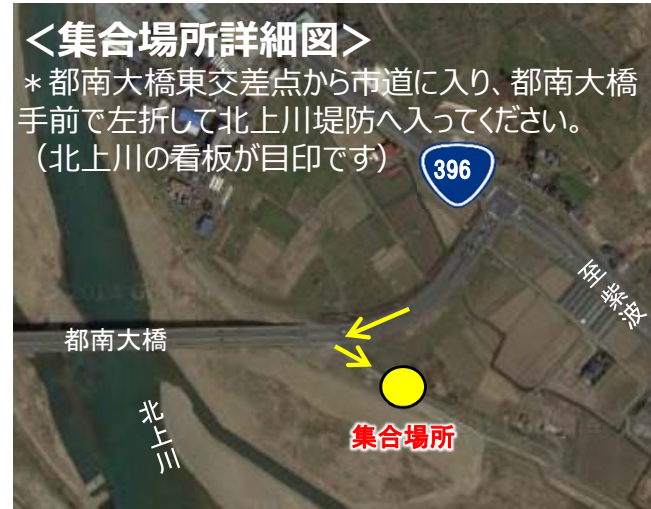 ＜集合場所詳細図＞
＊都南大橋東交差点から市道に入り、都南大橋
手前で左折して北上川堤防へ入ってください。
（北上川の看板が目印です）
396
至紫波
都南大橋
北上川
集合場所